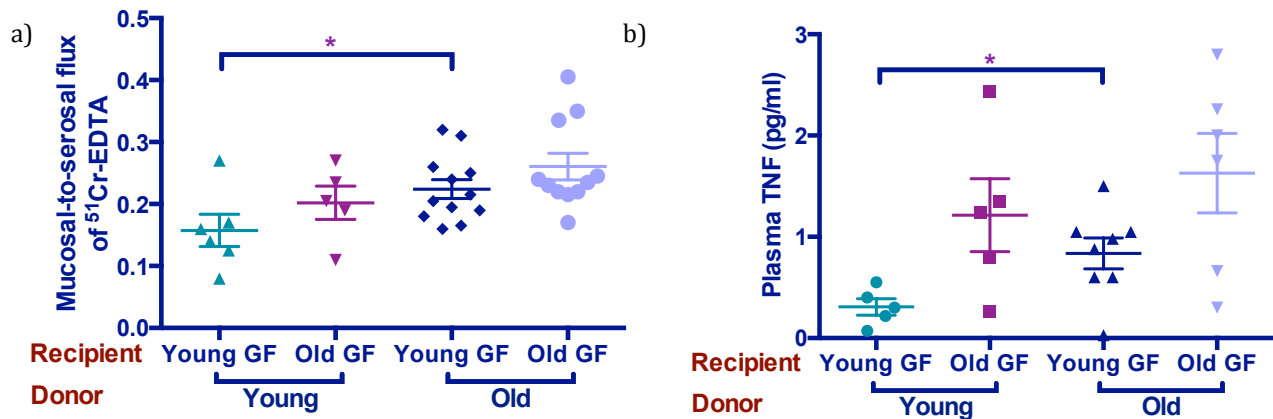 a)
Mucosal-to-serosal flux
of ⁵¹Cr-EDTA
0.5
0.4
0.3
0.2
0.1
0.0
*
Recipient Young GF Old GF Young GF Old GF
Donor Young Old
b)
Plasma TNF (pg/ml)
3
2
1
0
*
Recipient Young GF Old GF Young GF Old GF
Donor Young Old